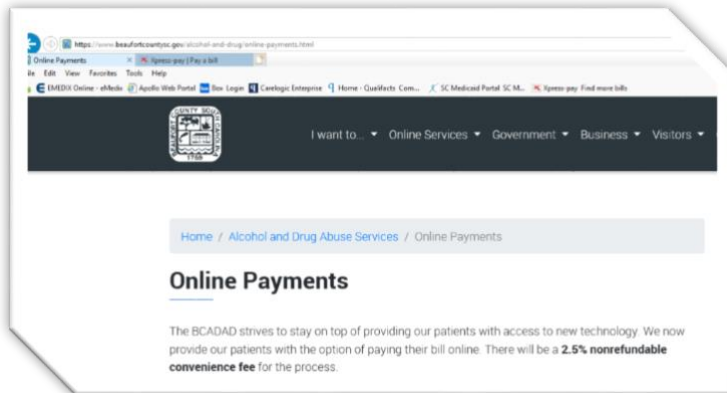 https://www.beaufortcountysc.gov/alcohol-and-drug/online-payments.html
Online Payments × Xpress-pay | Pay a bill
Edit View Favorites Tools Help
EMEDIX Online - eMedix Apollo Web Portal Box Login Carelogic Enterprise Home - Qualifacts Com... SC Medicaid Portal SC M... Xpress-pay Find more bills
COUNTY SOUTH
1769
I want to... Online Services Government Business Visitors
Home / Alcohol and Drug Abuse Services / Online Payments
Online Payments
The BCADAD strives to stay on top of providing our patients with access to new technology. We now
provide our patients with the option of paying their bill online. There will be a 2.5% nonrefundable
convenience fee for the process.